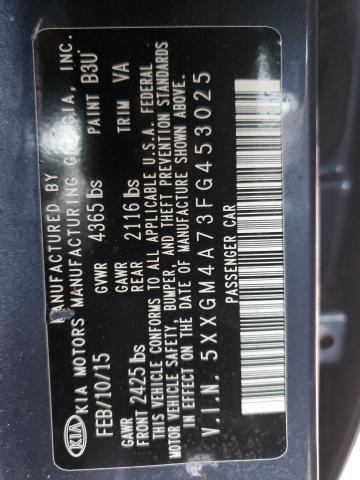 MANUFACTURED BY
KIA MOTORS MANUFACTURING GEORGIA, INC.
FEB/10/15 GVWR 4365 lbs PAINT B3U
GAWR FRONT 2425 lbs GAWR REAR 2116 lbs TRIM VA
THIS VEHICLE CONFORMS TO ALL APPLICABLE U.S.A. FEDERAL
MOTOR VEHICLE SAFETY, BUMPER, AND THEFT PREVENTION STANDARDS
IN EFFECT ON THE DATE OF MANUFACTURE SHOWN ABOVE.
V.I.N. 5XXGM4A73FG453025
PASSENGER CAR
KIA